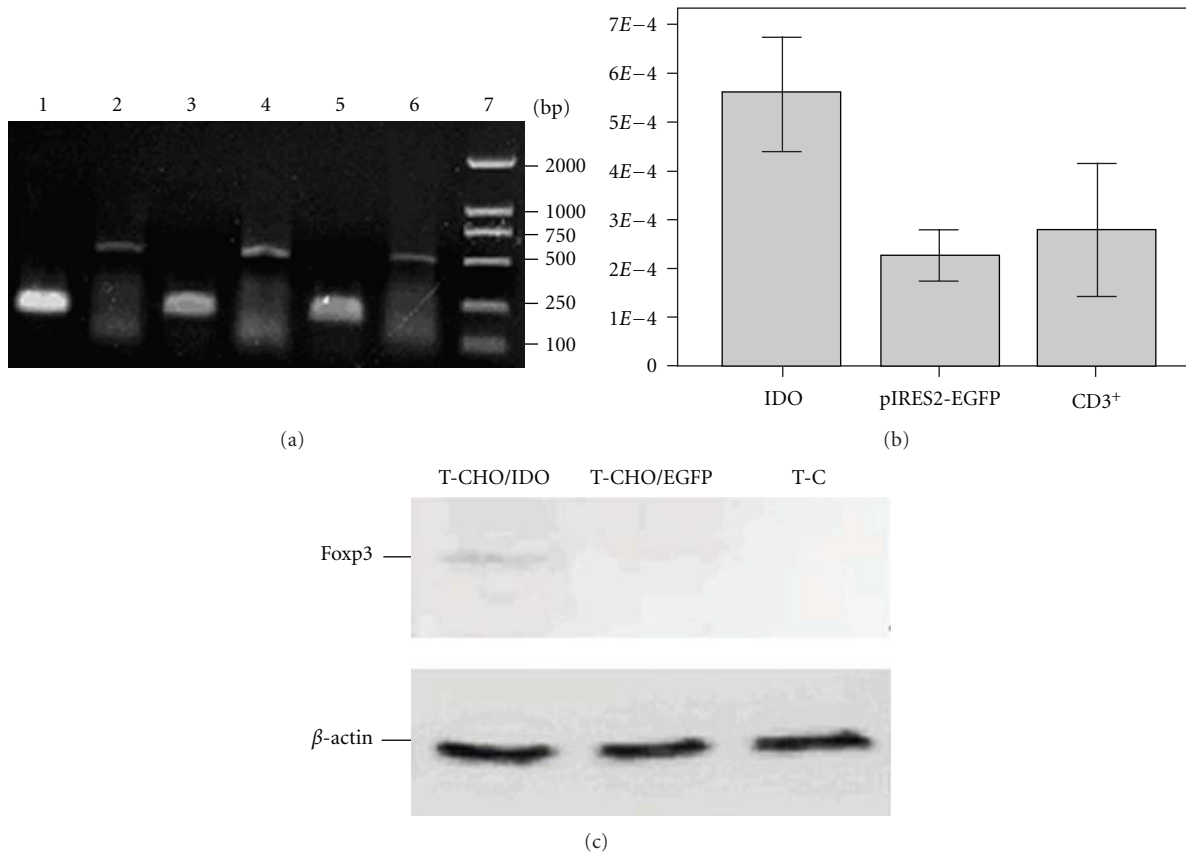 1 2 3 4 5 6 7 (bp)
2000
1000
750
500
250
100
(a)
7E−4
6E−4
5E−4
4E−4
3E−4
2E−4
1E−4
0
IDO pIRES2-EGFP CD3⁺
(b)
T-CHO/IDO T-CHO/EGFP T-C
Foxp3
β-actin
(c)